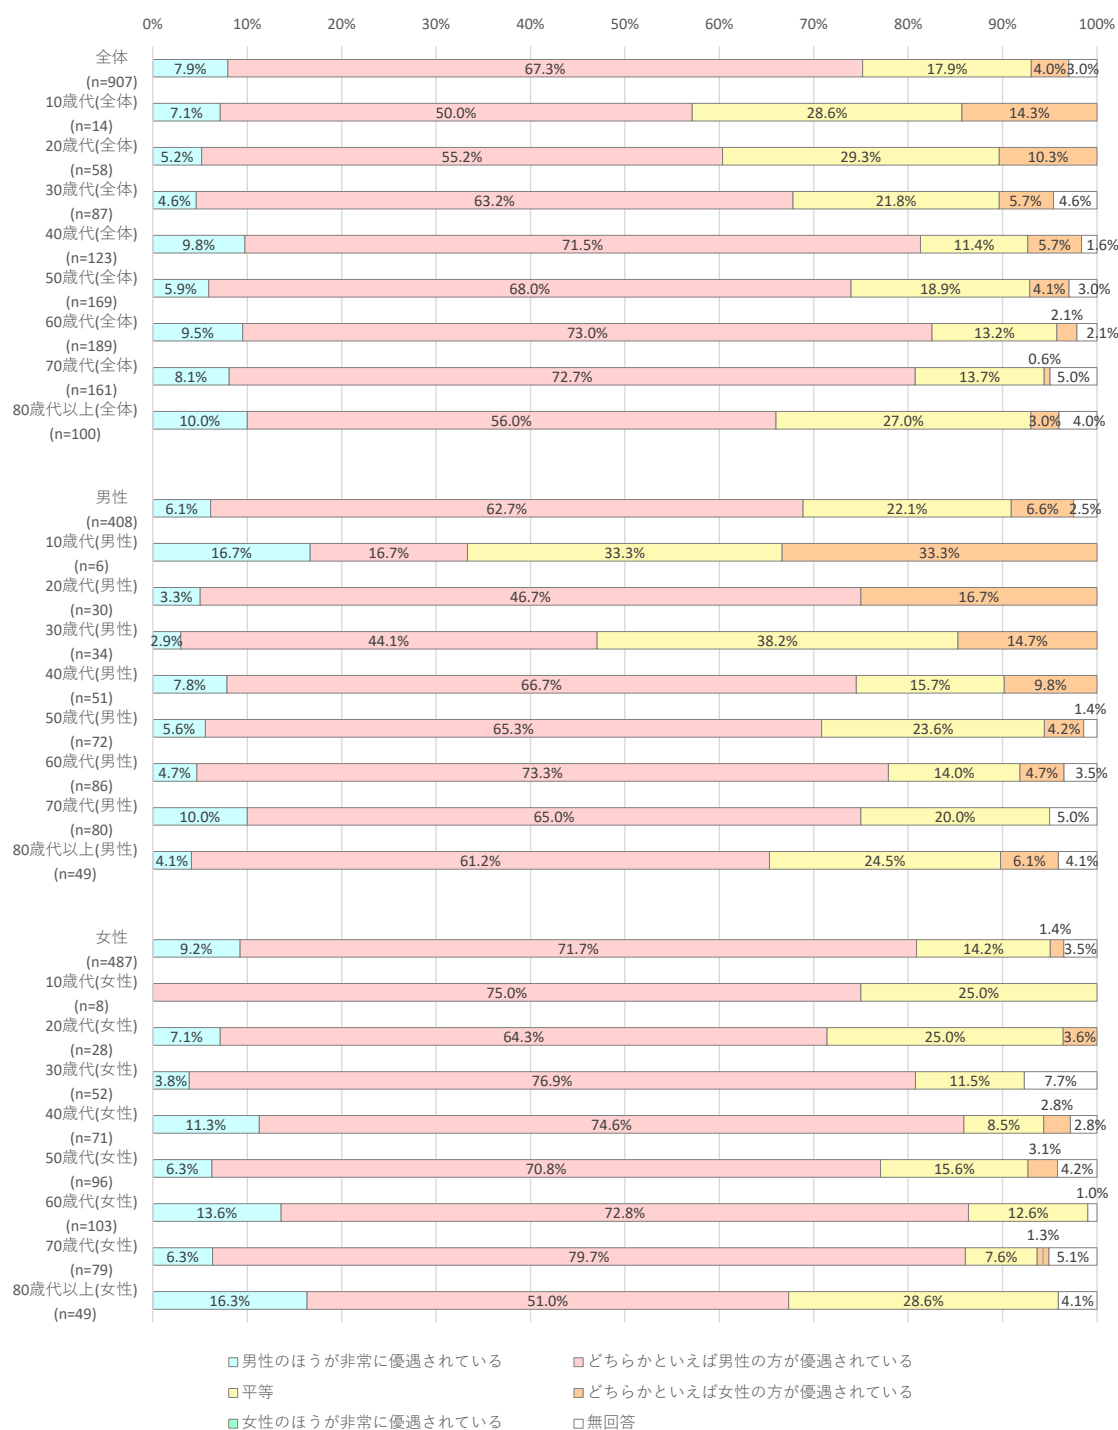 0% 10% 20% 30% 40% 50% 60% 70% 80% 90% 100%
全体
(n=907)
7.9% 67.3% 17.9% 4.0% 3.0%
10歳代(全体)
(n=14)
7.1% 50.0% 28.6% 14.3%
20歳代(全体)
(n=58)
5.2% 55.2% 29.3% 10.3%
30歳代(全体)
(n=87)
4.6% 63.2% 21.8% 5.7% 4.6%
40歳代(全体)
(n=123)
9.8% 71.5% 11.4% 5.7% 1.6%
50歳代(全体)
(n=169)
5.9% 68.0% 18.9% 4.1% 3.0%
60歳代(全体)
(n=189)
9.5% 73.0% 13.2% 2.1% 2.1%
70歳代(全体)
(n=161)
8.1% 72.7% 13.7% 0.6% 5.0%
80歳代以上(全体)
(n=100)
10.0% 56.0% 27.0% 3.0% 4.0%
男性
(n=408)
6.1% 62.7% 22.1% 6.6% 2.5%
10歳代(男性)
(n=6)
16.7% 16.7% 33.3% 33.3%
20歳代(男性)
(n=30)
3.3% 46.7% 16.7%
30歳代(男性)
(n=34)
2.9% 44.1% 38.2% 14.7%
40歳代(男性)
(n=51)
7.8% 66.7% 15.7% 9.8%
50歳代(男性)
(n=72)
5.6% 65.3% 23.6% 4.2% 1.4%
60歳代(男性)
(n=86)
4.7% 73.3% 14.0% 4.7% 3.5%
70歳代(男性)
(n=80)
10.0% 65.0% 20.0% 5.0%
80歳代以上(男性)
(n=49)
4.1% 61.2% 24.5% 6.1% 4.1%
女性
(n=487)
9.2% 71.7% 14.2% 1.4% 3.5%
10歳代(女性)
(n=8)
75.0% 25.0%
20歳代(女性)
(n=28)
7.1% 64.3% 25.0% 3.6%
30歳代(女性)
(n=52)
3.8% 76.9% 11.5% 7.7%
40歳代(女性)
(n=71)
11.3% 74.6% 8.5% 2.8% 2.8%
50歳代(女性)
(n=96)
6.3% 70.8% 15.6% 3.1% 4.2%
60歳代(女性)
(n=103)
13.6% 72.8% 12.6% 1.0%
70歳代(女性)
(n=79)
6.3% 79.7% 7.6% 1.3% 5.1%
80歳代以上(女性)
(n=49)
16.3% 51.0% 28.6% 4.1%
男性のほうが非常に優遇されている どちらかといえば男性の方が優遇されている
平等 どちらかといえば女性の方が優遇されている
女性のほうが非常に優遇されている 無回答